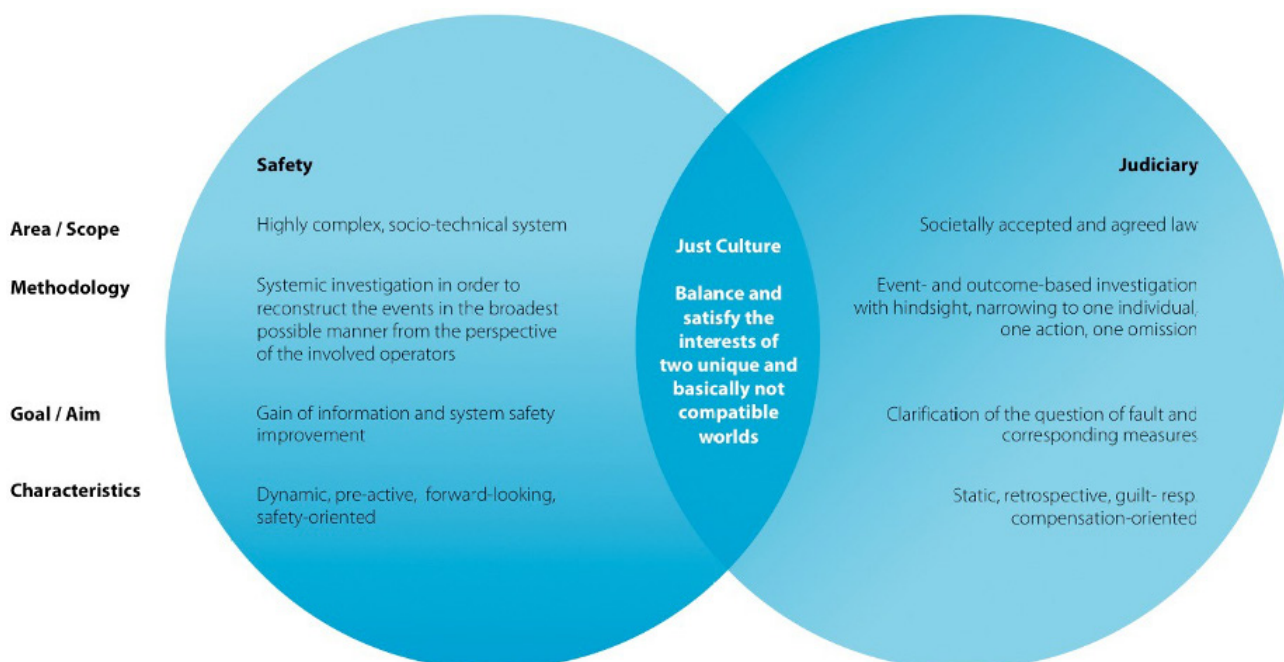 Safety
Judiciary
Area / Scope
Highly complex, socio-technical system
Societally accepted and agreed law
Just Culture
Methodology
Systemic investigation in order to
reconstruct the events in the broadest
possible manner from the perspective
of the involved operators
Balance and
satisfy the
interests of
two unique and
basically not
compatible
worlds
Event- and outcome-based investigation
with hindsight, narrowing to one individual,
one action, one omission
Goal / Aim
Gain of information and system safety
improvement
Clarification of the question of fault and
corresponding measures
Characteristics
Dynamic, pre-active, forward-looking,
safety-oriented
Static, retrospective, guilt- resp.
compensation-oriented